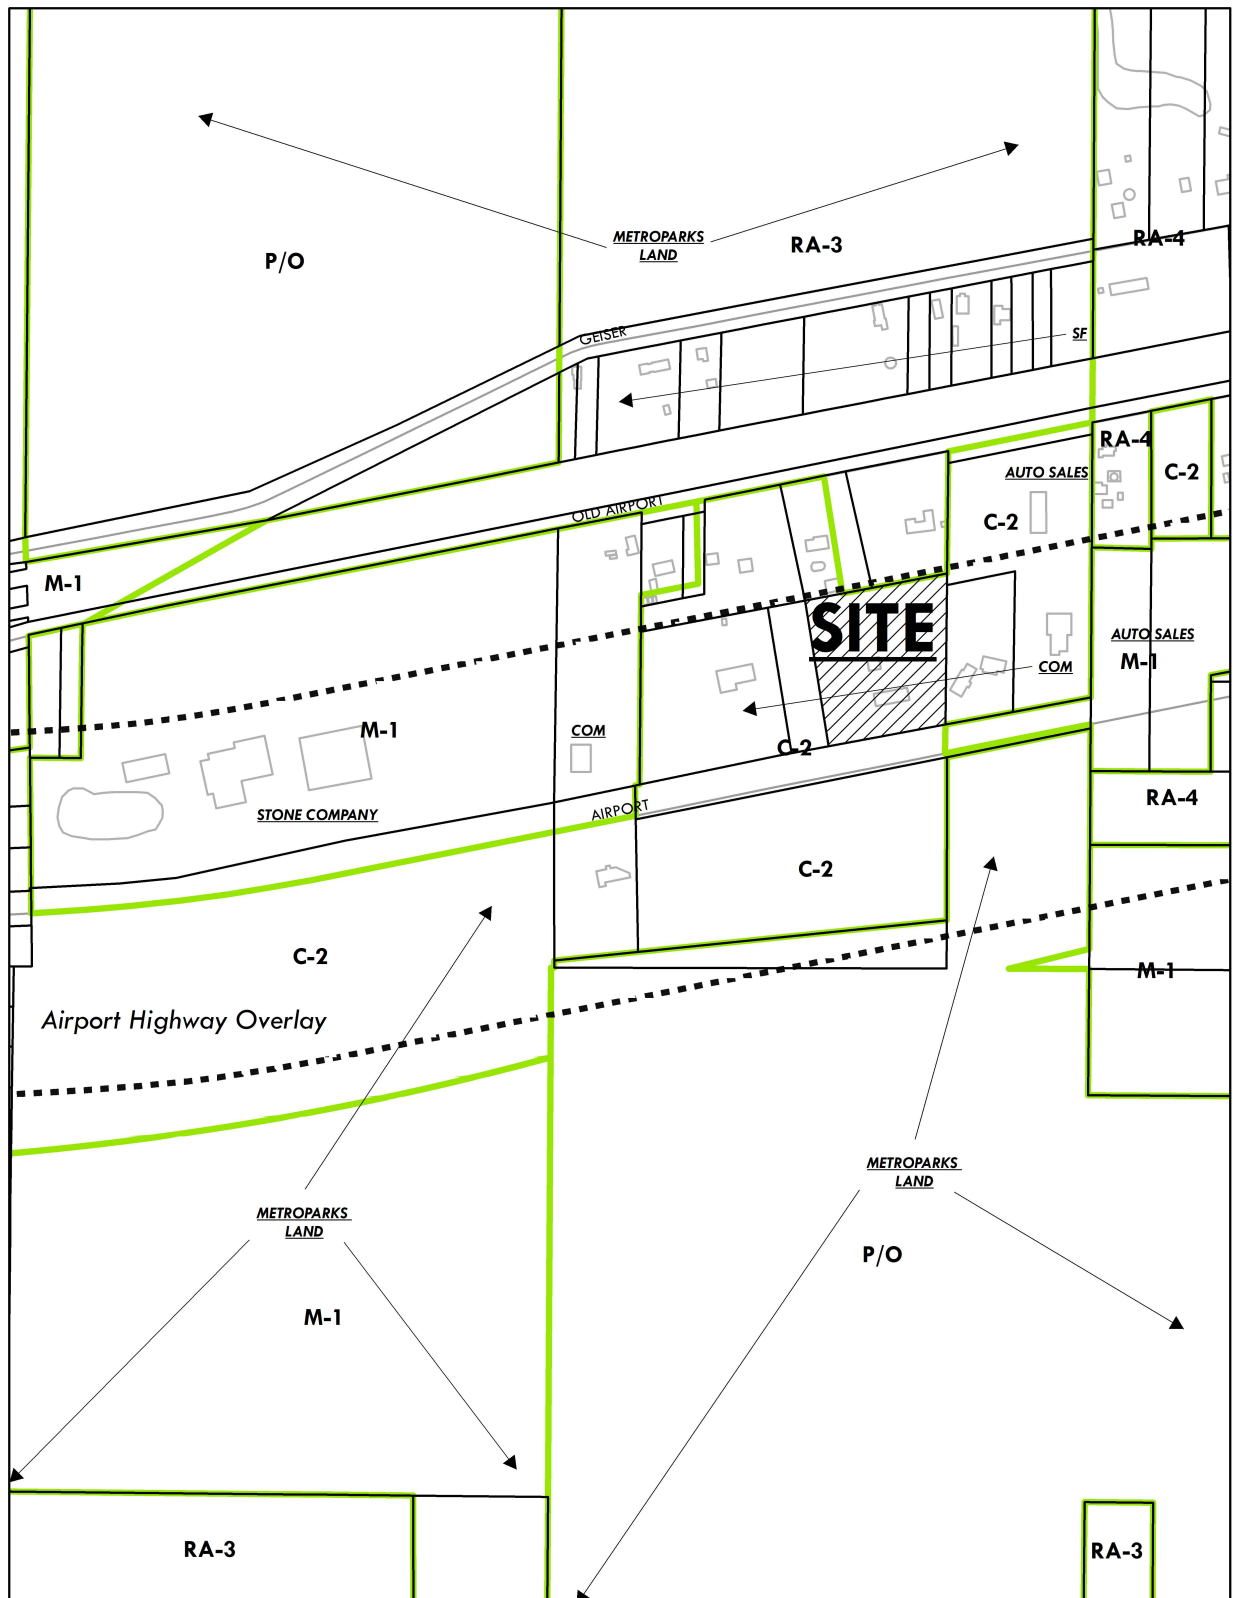 METROPARKS
LAND
RA-3
RA-4
P/O
GEISER
SF
RA-4
AUTO SALES
C-2
OLD AIRPORT
C-2
M-1
SITE
AUTO SALES
M-1
COM
M-1
COM
C-2
RA-4
STONE COMPANY
AIRPORT
C-2
C-2
M-1
Airport Highway Overlay
METROPARKS
LAND
METROPARKS
LAND
P/O
M-1
RA-3
RA-3